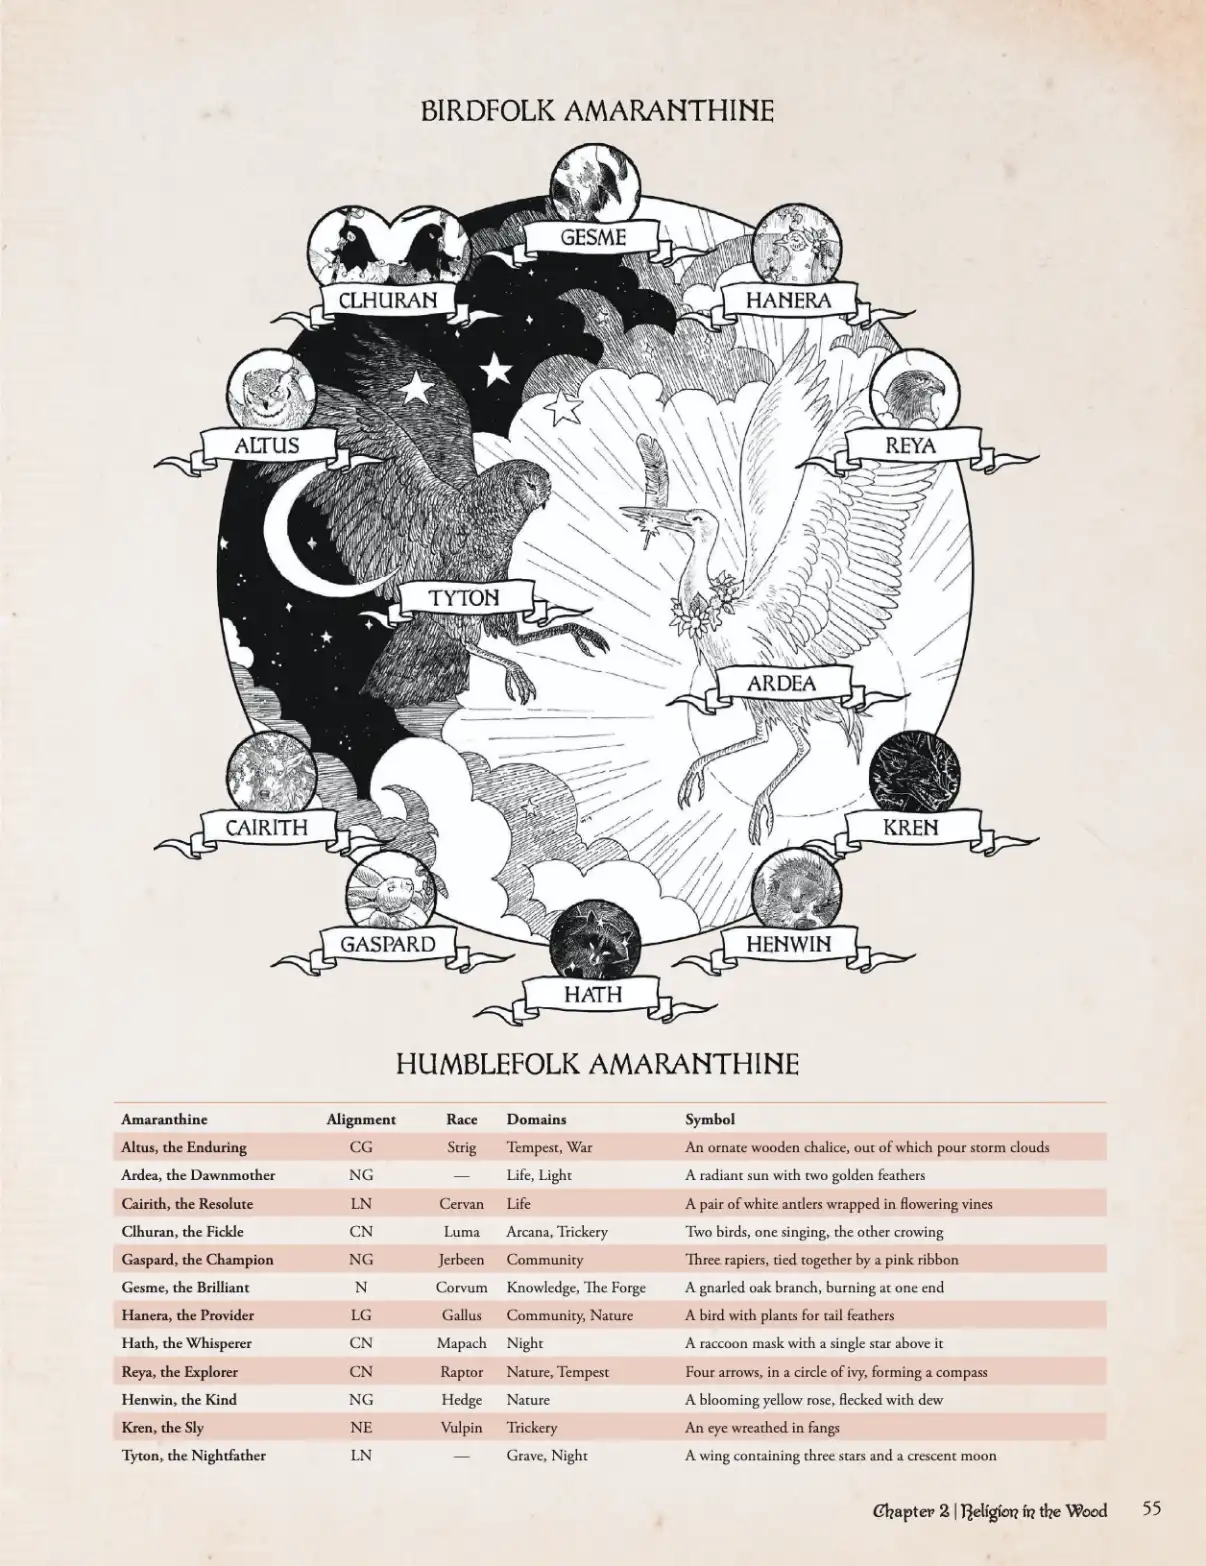 BIRDFOLK AMARANTHINE
GESME
CLHURAN
HANERA
ALTUS
REYA
TYTON
ARDEA
CAIRITH
KREN
GASPARD
HENWIN
HATH
HUMBLEFOLK AMARANTHINE
Amaranthine Alignment Race Domains Symbol
Altus, the Enduring CG Strig Tempest, War An ornate wooden chalice, out of which pour storm clouds
Ardea, the Dawnmother NG — Life, Light A radiant sun with two golden feathers
Cairith, the Resolute LN Cervan Life A pair of white antlers wrapped in flowering vines
Clhuran, the Fickle CN Luma Arcana, Trickery Two birds, one singing, the other crowing
Gaspard, the Champion NG Jerbeen Community Three rapiers, tied together by a pink ribbon
Gesme, the Brilliant N Corvum Knowledge, The Forge A gnarled oak branch, burning at one end
Hanera, the Provider LG Gallus Community, Nature A bird with plants for tail feathers
Hath, the Whisperer CN Mapach Night A raccoon mask with a single star above it
Reya, the Explorer CN Raptor Nature, Tempest Four arrows, in a circle of ivy, forming a compass
Henwin, the Kind NG Hedge Nature A blooming yellow rose, flecked with dew
Kren, the Sly NE Vulpin Trickery An eye wreathed in fangs
Tyton, the Nightfather LN — Grave, Night A wing containing three stars and a crescent moon
Chapter 2 | Religion in the Wood 55